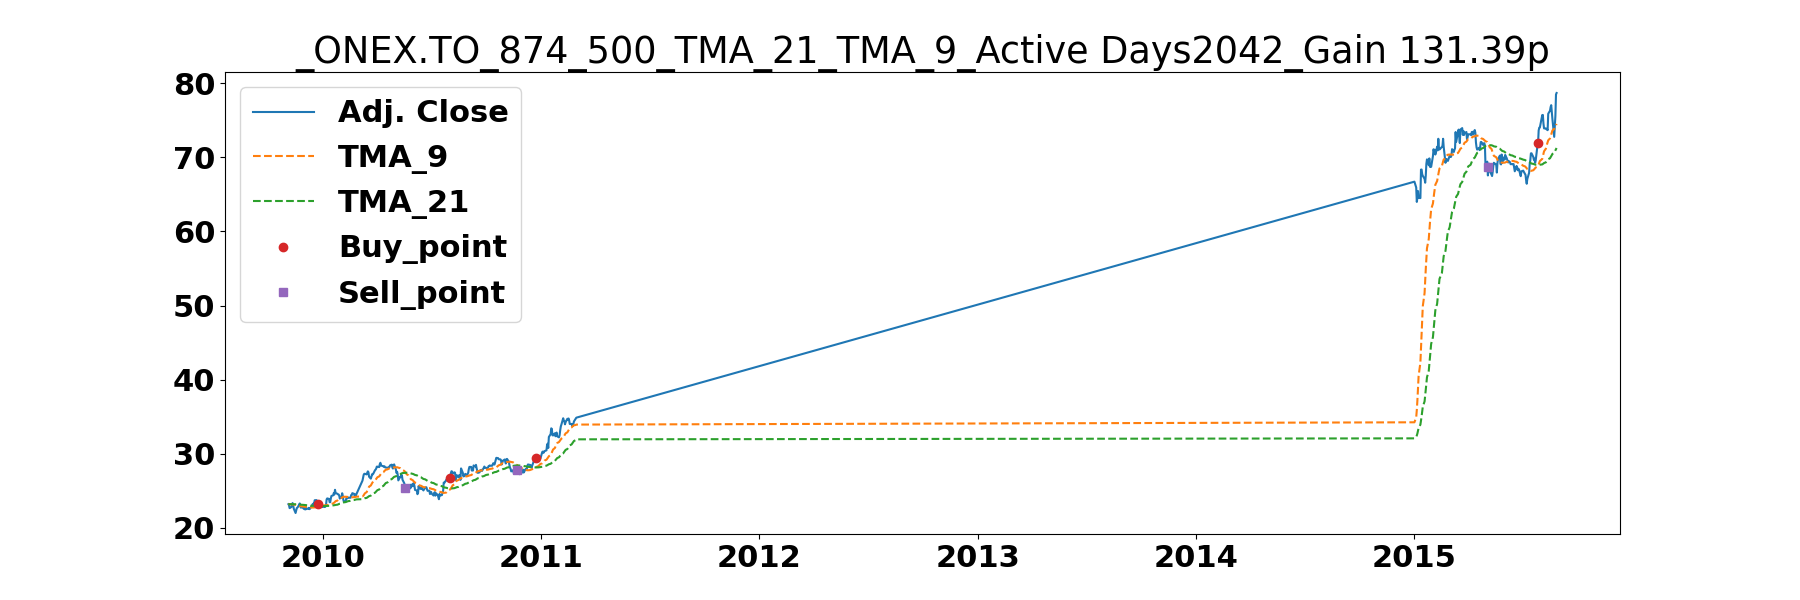 _ONEX.TO_874_500_TMA_21_TMA_9_Active Days2042_Gain 131.39p
80
70
60
50
40
30
20
Adj. Close
TMA_9
TMA_21
Buy_point
Sell_point
2010 2011 2012 2013 2014 2015